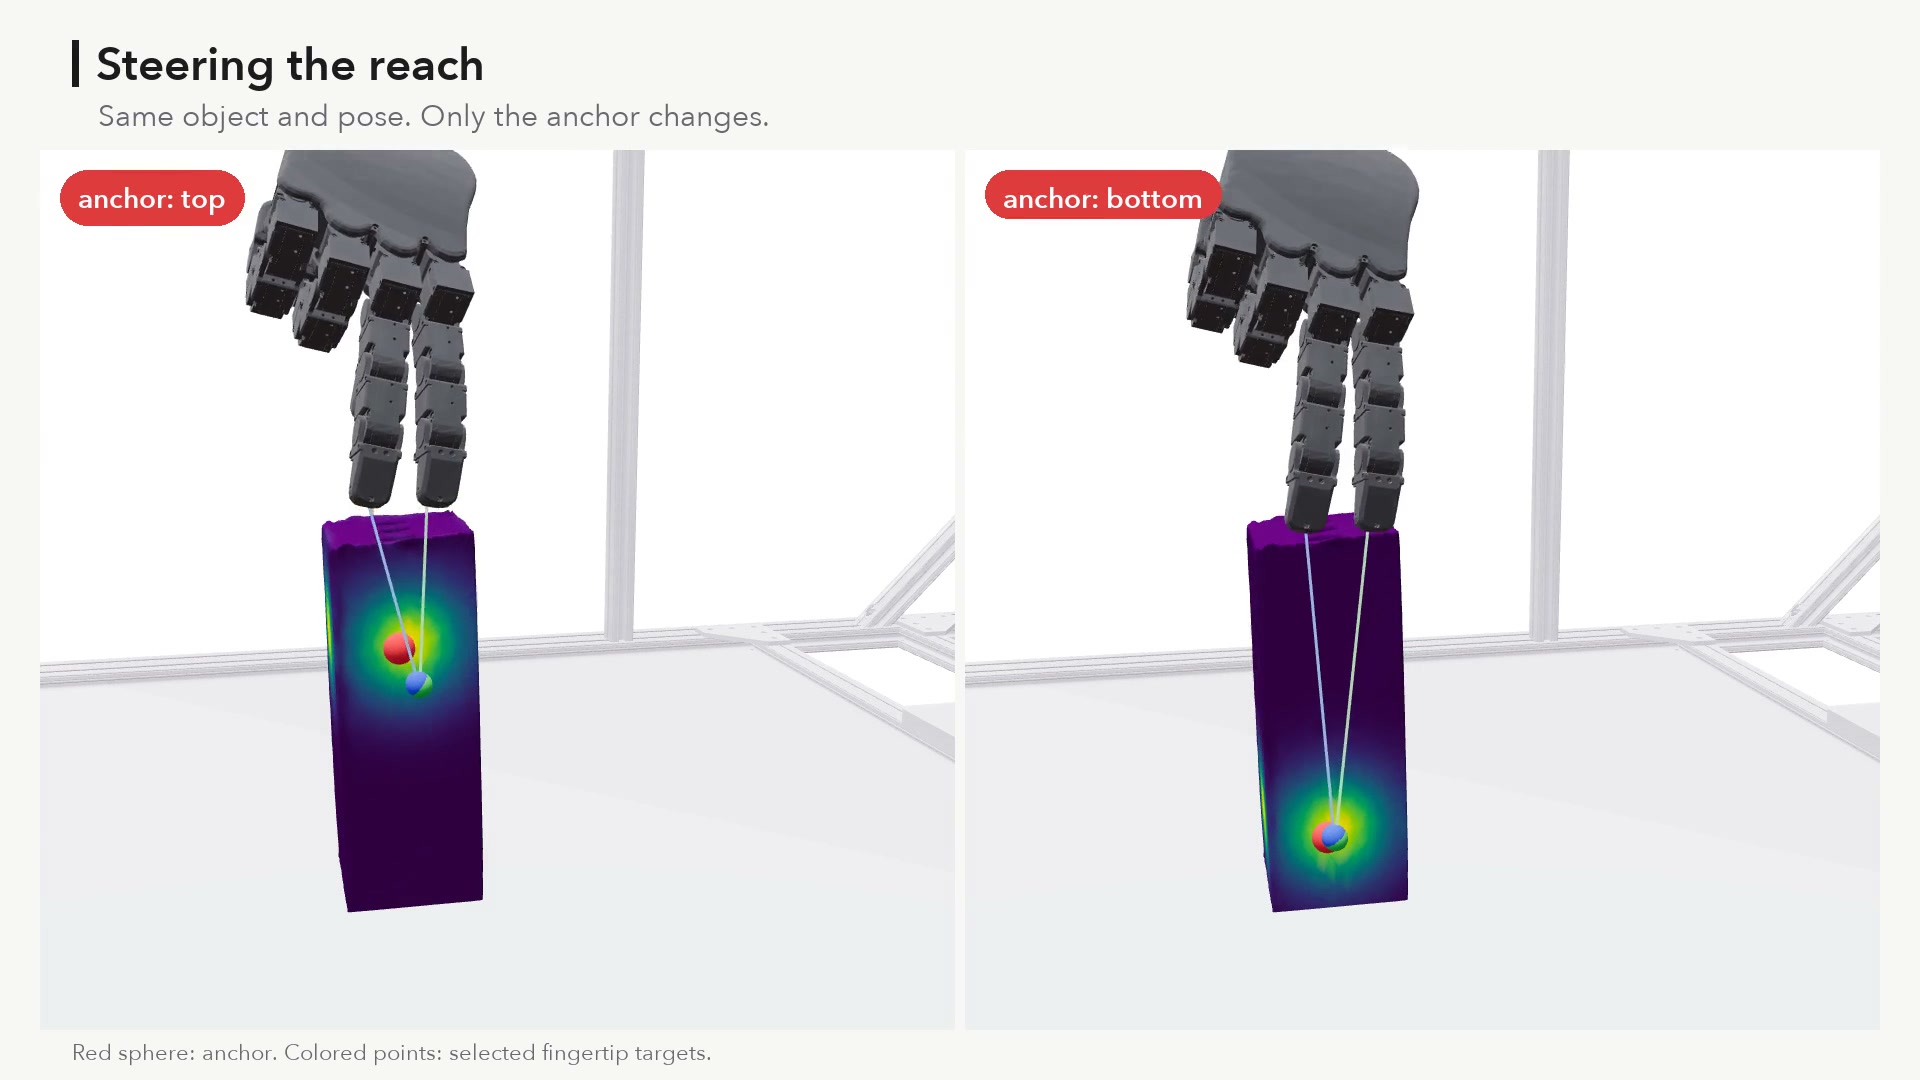 Steering the reach
Same object and pose. Only the anchor changes.
anchor: top
anchor: bottom
Red sphere: anchor. Colored points: selected fingertip targets.